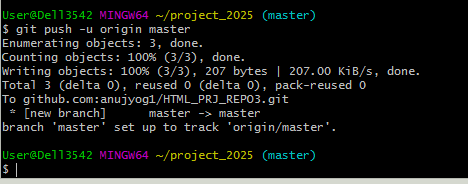 User@Dell3542 MINGW64 ~/project_2025 (master)
$ git push -u origin master
Enumerating objects: 3, done.
Counting objects: 100% (3/3), done.
Writing objects: 100% (3/3), 207 bytes | 207.00 KiB/s, done.
Total 3 (delta 0), reused 0 (delta 0), pack-reused 0
To github.com:anujyog1/HTML_PRJ_REPO3.git
 * [new branch]      master -> master
branch 'master' set up to track 'origin/master'.
User@Dell3542 MINGW64 ~/project_2025 (master)
$